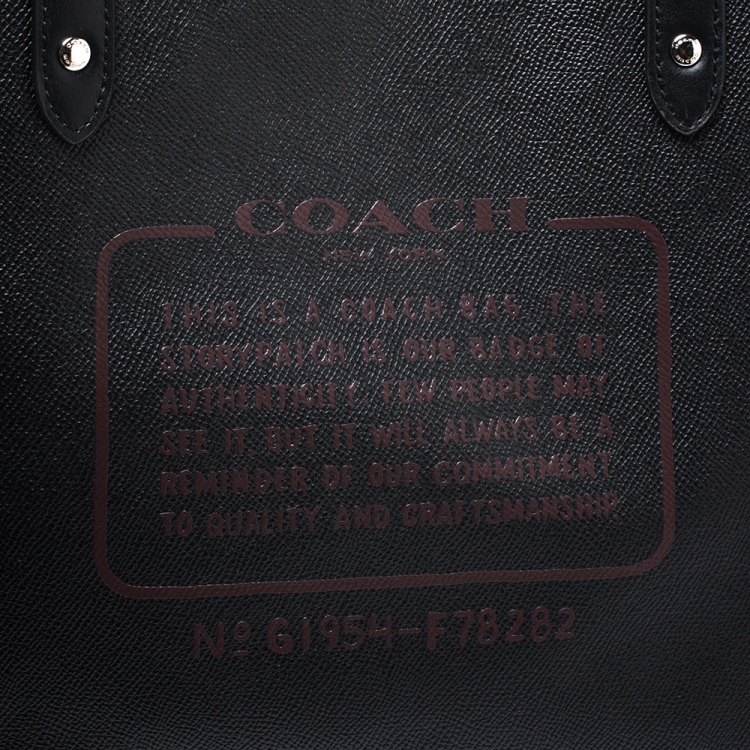 COACH
NEW YORK
THIS IS A COACH BAG. THE
STORYPATCH IS OUR BADGE OF
AUTHENTICITY. FEW PEOPLE MAY
SEE IT BUT IT WILL ALWAYS BE A
REMINDER OF OUR COMMITMENT
TO QUALITY AND CRAFTSMANSHIP
Nº G1954-F78282